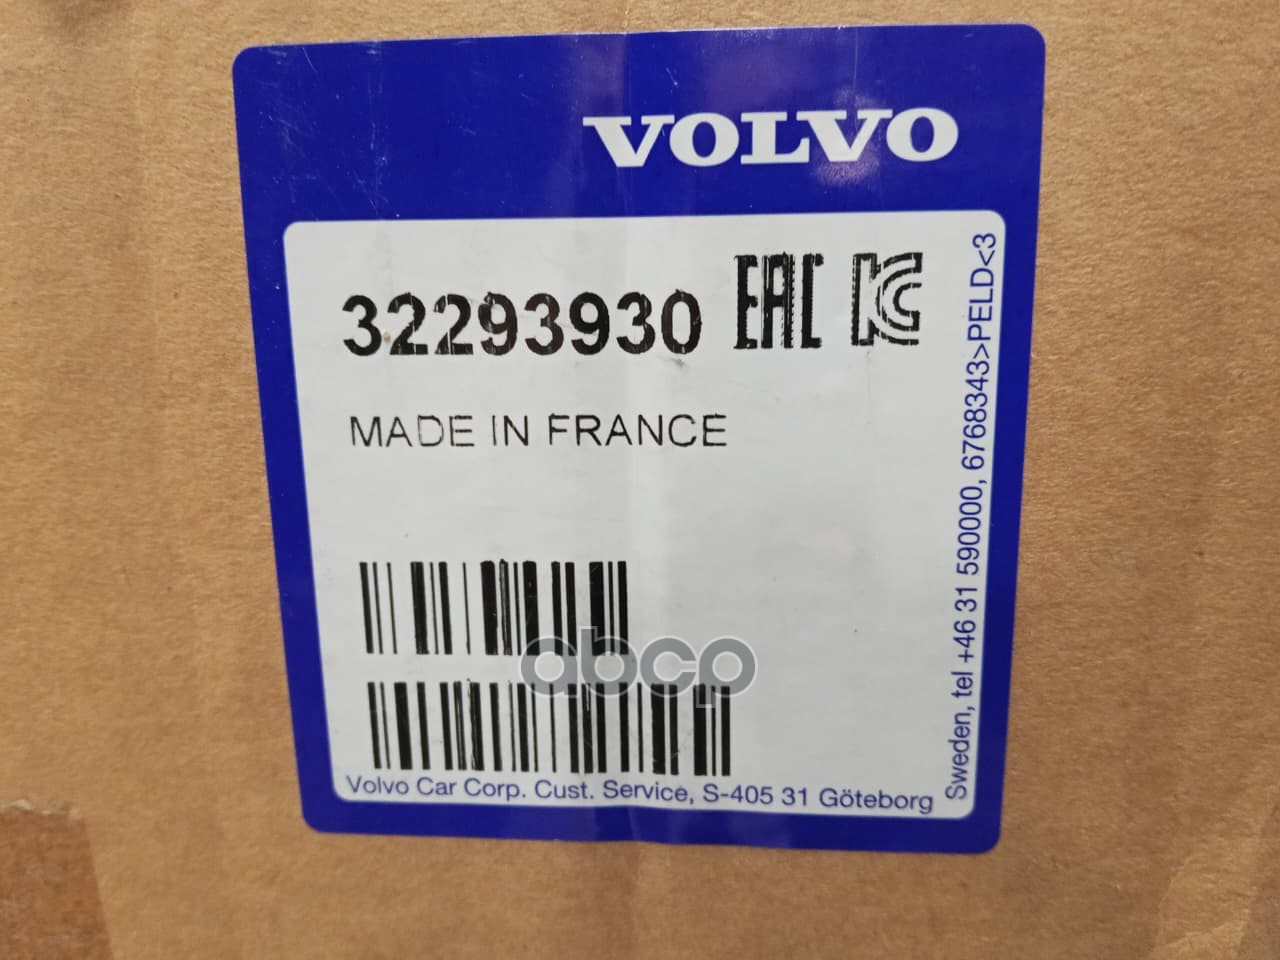 VOLVO
32293930 EAC KC
MADE IN FRANCE
abcp
Volvo Car Corp. Cust. Service, S-405 31 Göteborg
Sweden, tel +46 31 590000, 6768343>PELD<3